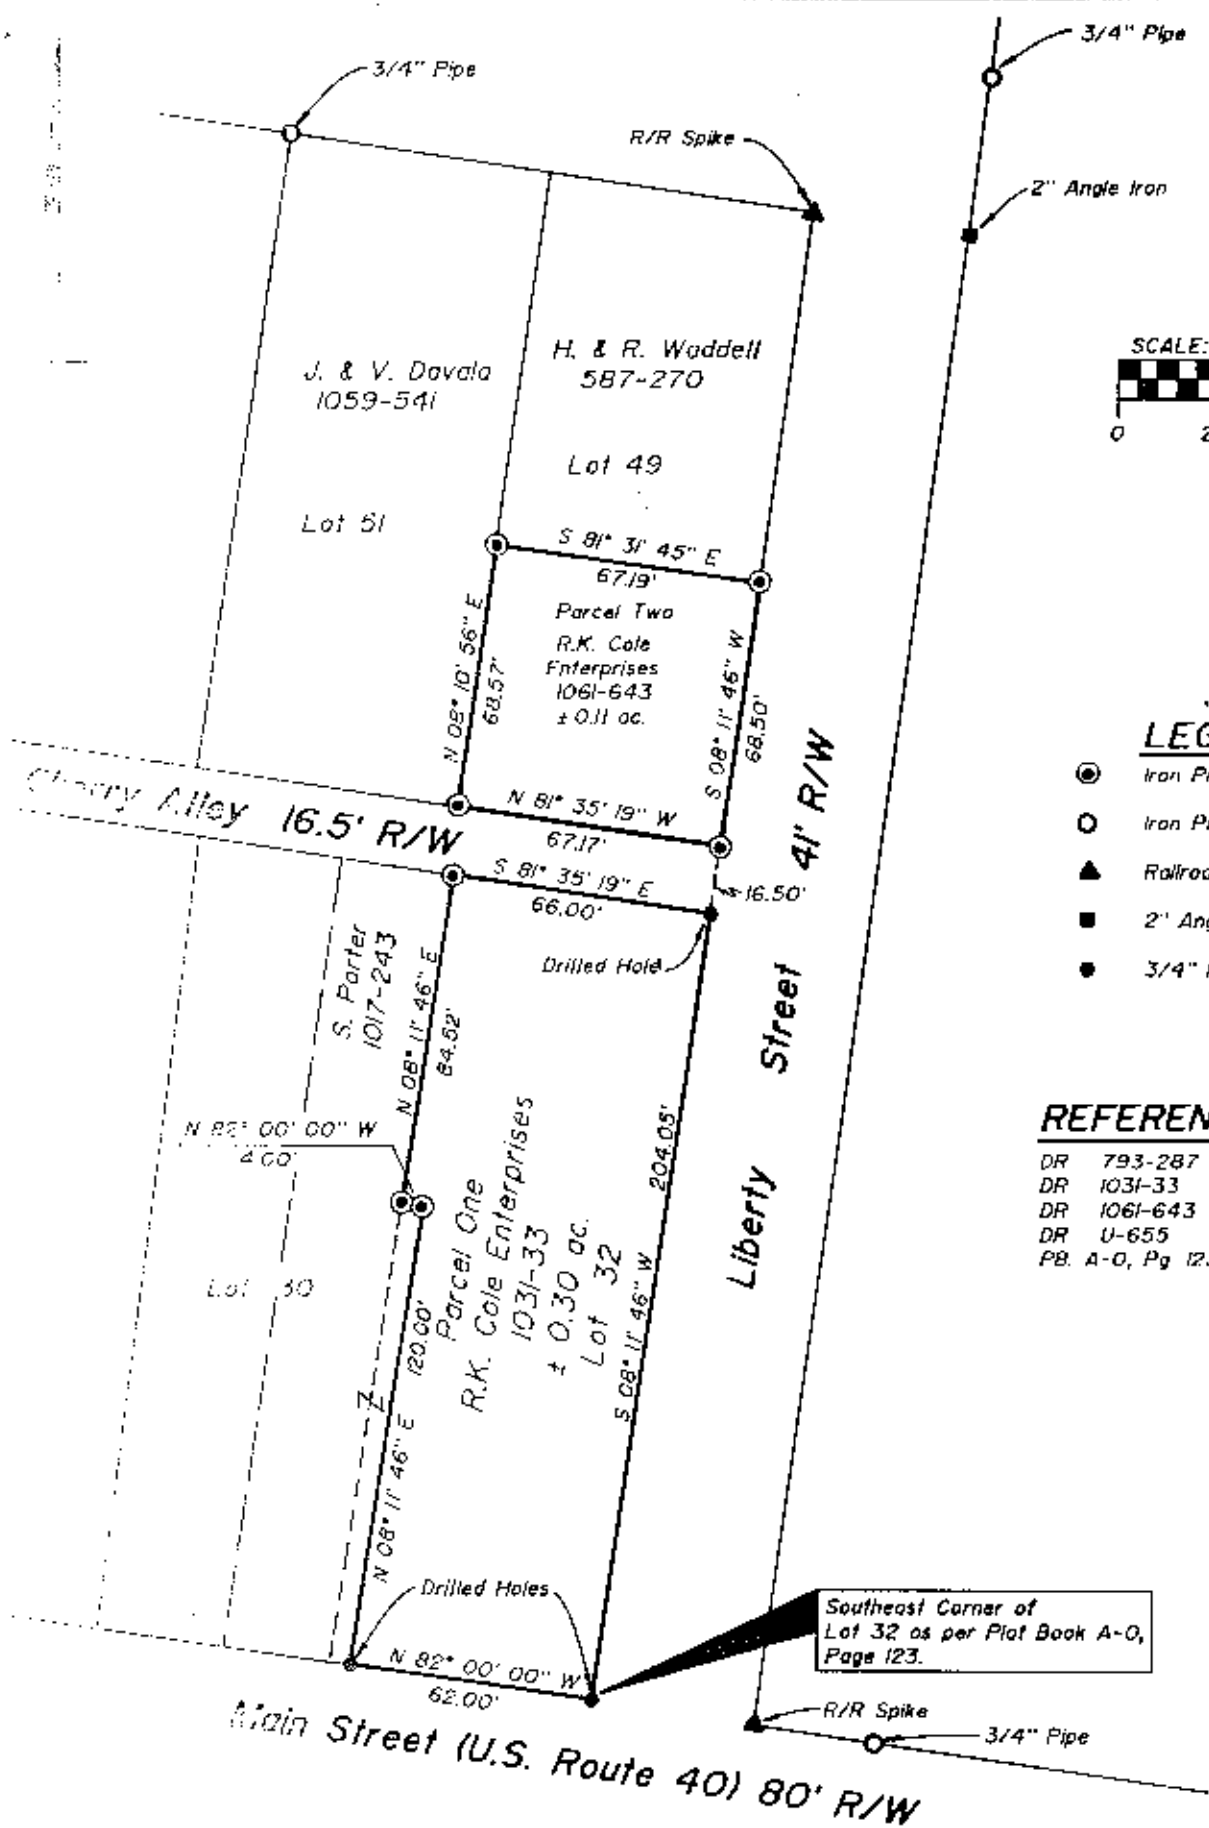 3/4" Pipe
3/4" Pipe
R/R Spike
2" Angle Iron
SCALE:
0 2
J. & V. Davala
1059-541
H. & R. Waddell
587-270
Lot 49
Lot 51
S 81° 31' 45" E
67.19'
Parcel Two
R.K. Cole
Enterprises
1061-643
± 0.11 ac.
N 08° 10' 56" E
68.57'
S 08° 11' 46" W
68.50'
N 81° 35' 19" W
67.17'
Cherry Alley 16.5' R/W
S 81° 35' 19" E
66.00'
16.50'
Drilled Hole
Liberty Street 41' R/W
LEG
Iron P
Iron P
Railroa
2" Ang
3/4"
S. Porter
1017-243
N 08° 11' 46" E
84.52'
N 82° 00' 00" W
4.00'
Lot 30
Parcel One
R.K. Cole Enterprises
1031-33
± 0.30 ac.
Lot 32
N 08° 11' 46" E 120.00'
S 08° 11' 46" W 204.05'
REFEREN
DR 793-287
DR 1031-33
DR 1061-643
DR U-655
PB. A-O, Pg 12
Drilled Holes
N 82° 00' 00" W
62.00'
Southeast Corner of
Lot 32 as per Plat Book A-O,
Page 123.
R/R Spike
3/4" Pipe
Main Street (U.S. Route 40) 80' R/W